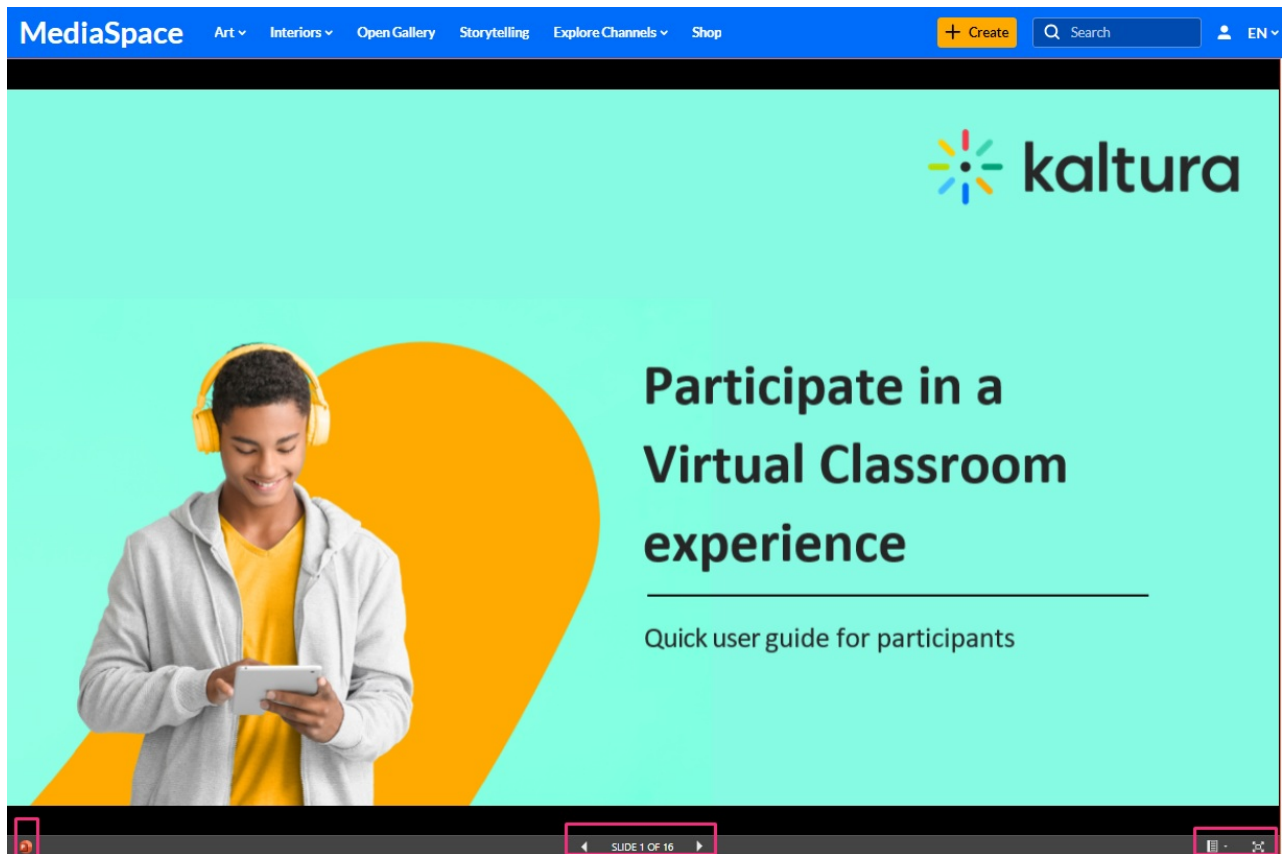 MediaSpace Art Interiors Open Gallery Storytelling Explore Channels Shop + Create Search EN
kaltura
Participate in a
Virtual Classroom
experience
Quick user guide for participants
SLIDE 1 OF 16